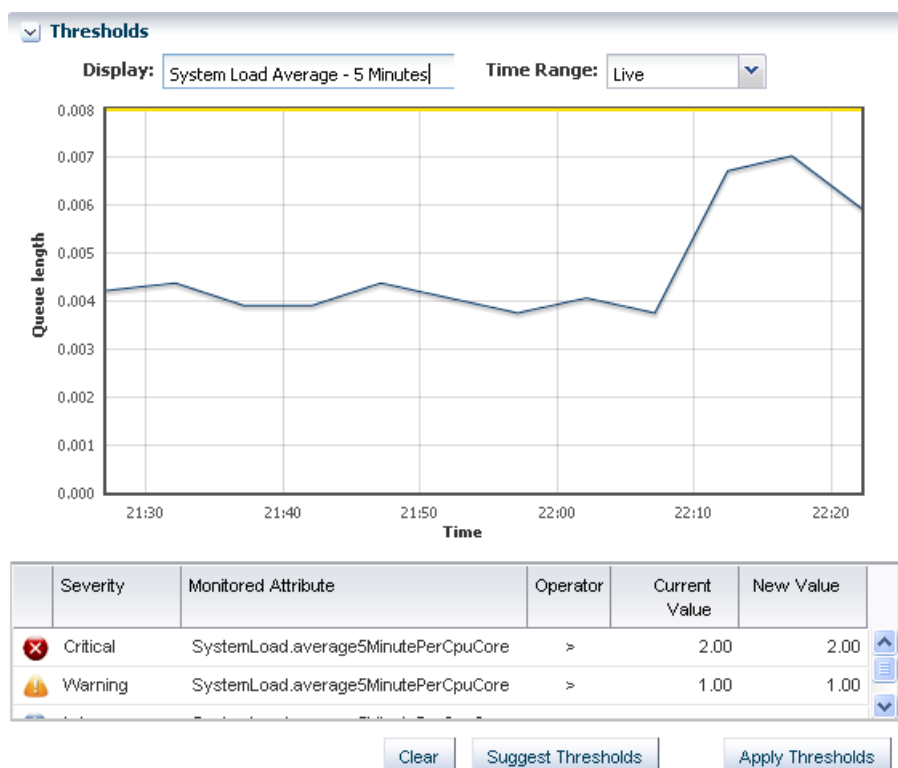 Thresholds
Display: System Load Average - 5 Minutes Time Range: Live
0.008
0.007
0.006
0.005
0.004
0.003
0.002
0.001
0.000
Queue length
21:30 21:40 21:50 22:00 22:10 22:20
Time
Severity Monitored Attribute Operator Current Value New Value
Critical SystemLoad.average5MinutePerCpuCore > 2.00 2.00
Warning SystemLoad.average5MinutePerCpuCore > 1.00 1.00
Clear Suggest Thresholds Apply Thresholds